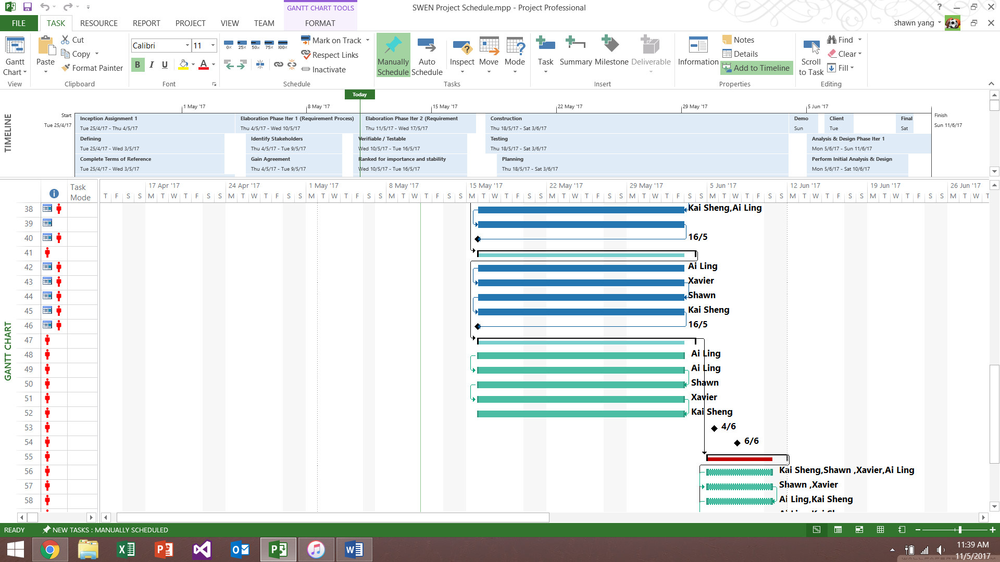 SWEN Project Schedule.mpp - Project Professional
GANTT CHART TOOLS
FILE TASK RESOURCE REPORT PROJECT VIEW TEAM FORMAT
shawn yang
Gantt Chart
View
Paste
Cut
Copy
Format Painter
Clipboard
Calibri 11
B I U A
Font
0% 25% 50% 75% 100%
Mark on Track
Respect Links
Inactivate
Schedule
Manually Schedule
Auto Schedule
Inspect Move Mode
Tasks
Task Summary Milestone Deliverable
Insert
Information
Notes
Details
Add to Timeline
Properties
Scroll to Task
Find
Clear
Fill
Editing
TIMELINE
Today
1 May '17 8 May '17 15 May '17 22 May '17 29 May '17 5 Jun '17
Start
Tue 25/4/17
Finish
Sun 11/6/17
Inception Assignment 1
Tue 25/4/17 - Thu 4/5/17
Elaboration Phase Iter 1 (Requirement Process)
Thu 4/5/17 - Wed 10/5/17
Elaboration Phase Iter 2 (Requirement
Thu 11/5/17 - Wed 17/5/17
Construction
Thu 18/5/17 - Sat 3/6/17
Demo
Sun
Client
Tue
Final
Sat
Defining
Tue 25/4/17 - Wed 3/5/17
Identify Stakeholders
Thu 4/5/17 - Tue 9/5/17
Verifiable / Testable
Wed 10/5/17 - Tue 16/5/17
Testing
Thu 18/5/17 - Sat 3/6/17
Analysis & Design Phase Iter 1
Mon 5/6/17 - Sun 11/6/17
Complete Terms of Reference
Tue 25/4/17 - Wed 3/5/17
Gain Agreement
Thu 4/5/17 - Tue 9/5/17
Ranked for importance and stability
Wed 10/5/17 - Tue 16/5/17
Planning
Thu 18/5/17 - Sat 3/6/17
Perform Initial Analysis & Design
Mon 5/6/17 - Sat 10/6/17
GANTT CHART
Task Mode
17 Apr '17 24 Apr '17 1 May '17 8 May '17 15 May '17 22 May '17 29 May '17 5 Jun '17 12 Jun '17 19 Jun '17 26 Jun '17
T F S S M T W T F S S M T W T F S S M T W T F S S M T W T F S S M T W T F S S M T W T F S S M T W T F S S M T W T F S S M T W T F S S M T W T F S S M T W T
38 Kai Sheng,Ai Ling
39
40 16/5
41
42 Ai Ling
43 Xavier
44 Shawn
45 Kai Sheng
46 16/5
47
48 Ai Ling
49 Ai Ling
50 Shawn
51 Xavier
52 Kai Sheng
53 4/6
54 6/6
55
56 Kai Sheng,Shawn ,Xavier,Ai Ling
57 Shawn ,Xavier
58 Ai Ling,Kai Sheng
READY NEW TASKS : MANUALLY SCHEDULED
11:39 AM
11/5/2017